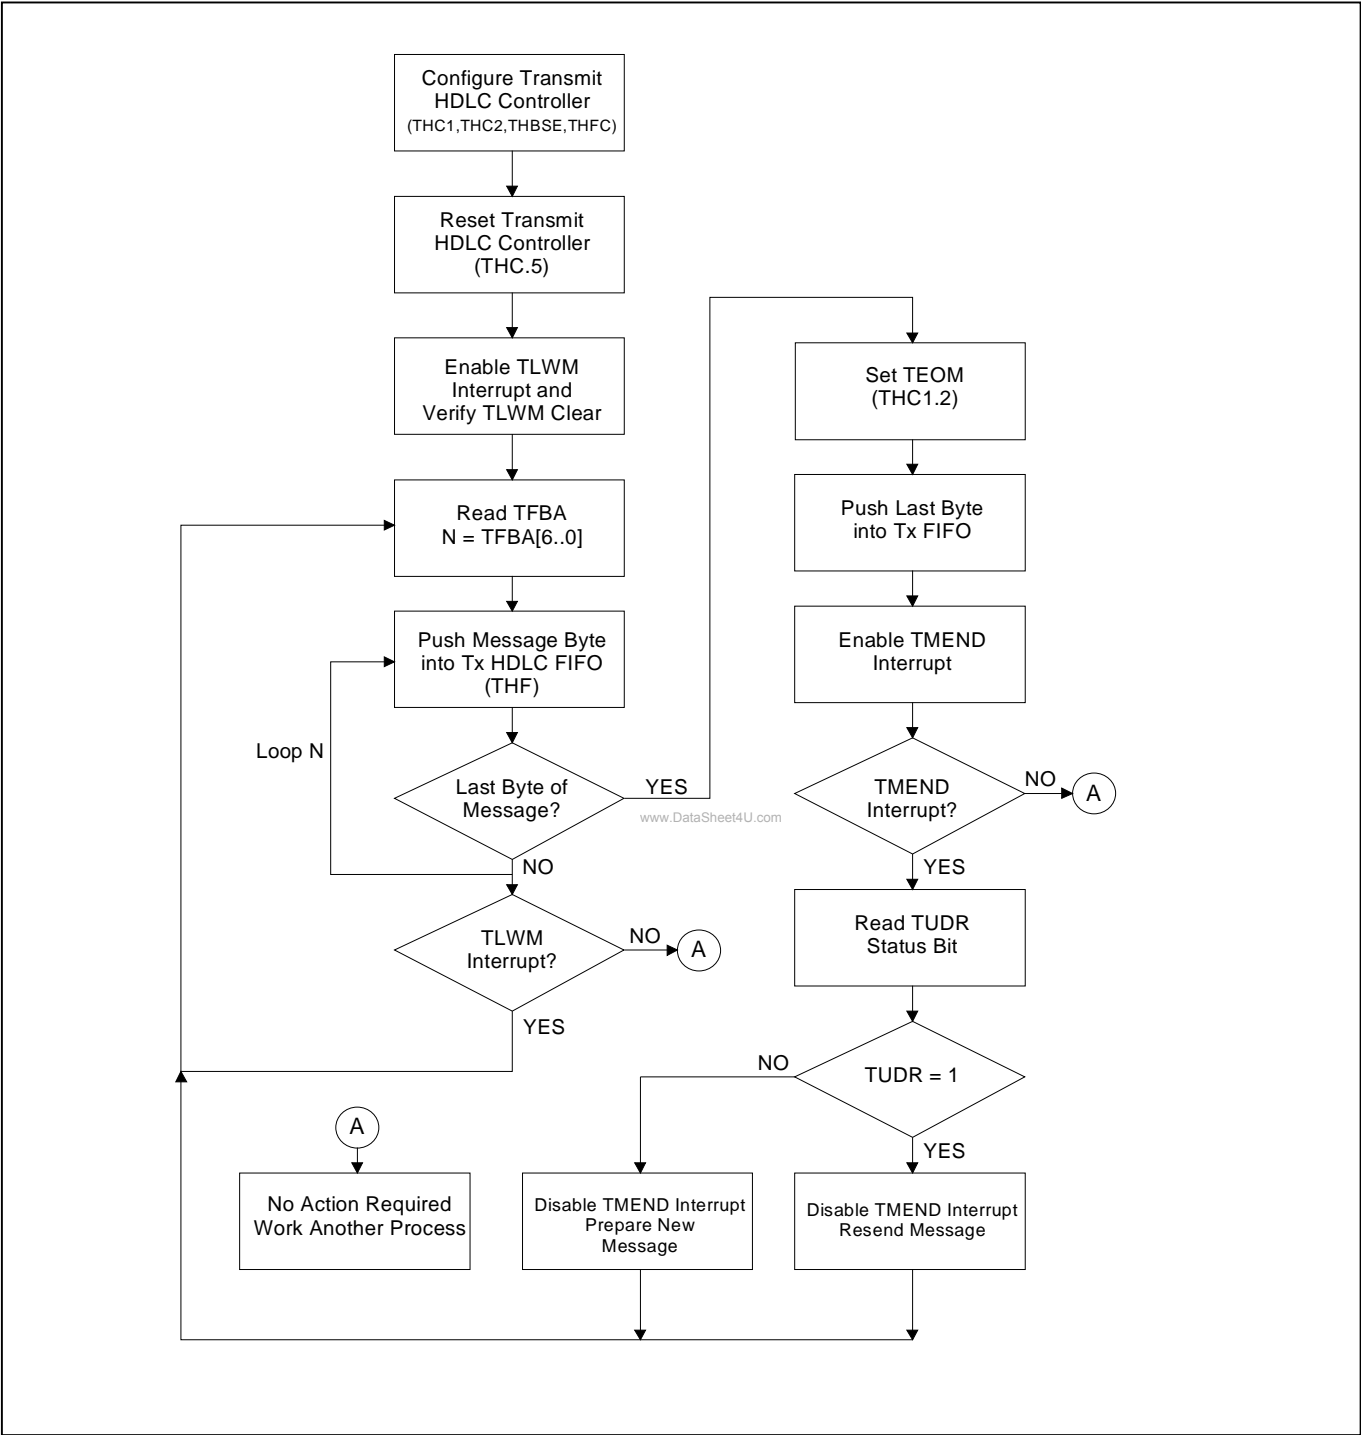 Configure Transmit
HDLC Controller
(THC1,THC2,THBSE,THFC)
Reset Transmit
HDLC Controller
(THC.5)
Enable TLWM
Interrupt and
Verify TLWM Clear
Read TFBA
N = TFBA[6..0]
Push Message Byte
into Tx HDLC FIFO
(THF)
Loop N
Last Byte of
Message?
YES
NO
TLWM
Interrupt?
NO
A
YES
A
No Action Required
Work Another Process
Set TEOM
(THC1.2)
Push Last Byte
into Tx FIFO
Enable TMEND
Interrupt
TMEND
Interrupt?
NO
A
YES
Read TUDR
Status Bit
TUDR = 1
NO
YES
Disable TMEND Interrupt
Prepare New
Message
Disable TMEND Interrupt
Resend Message
www.DataSheet4U.com